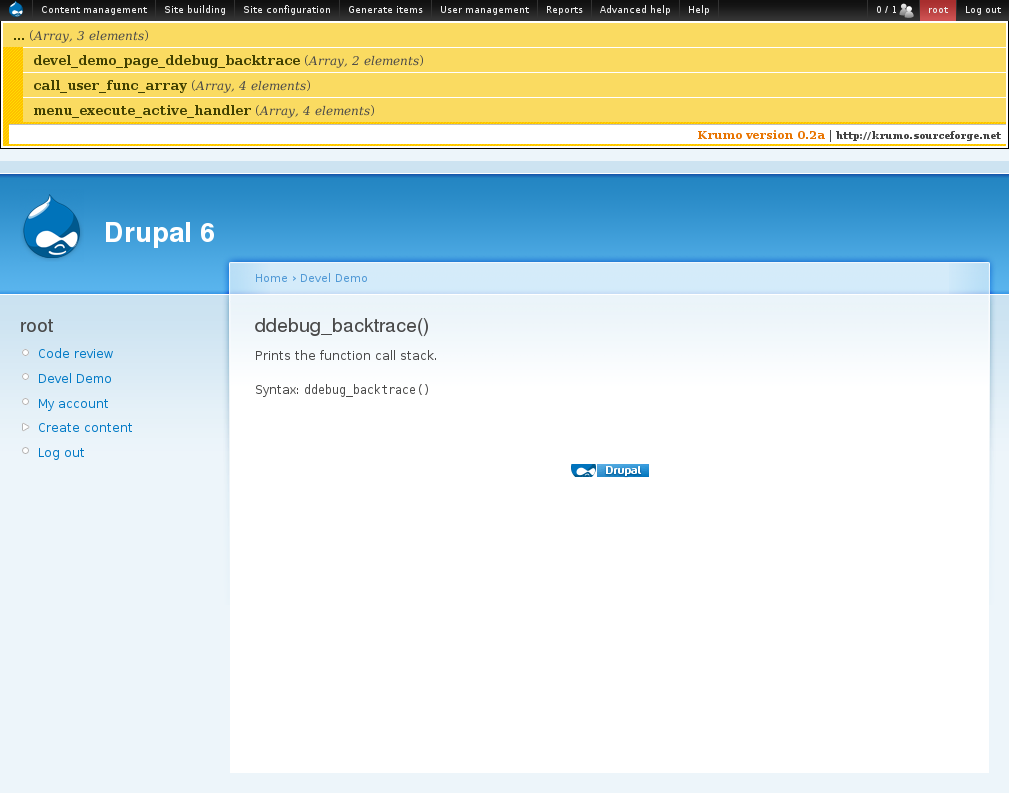 Content management Site building Site configuration Generate items User management Reports Advanced help Help 0 / 1 root Log out
... (Array, 3 elements)
devel_demo_page_ddebug_backtrace (Array, 2 elements)
call_user_func_array (Array, 4 elements)
menu_execute_active_handler (Array, 4 elements)
Krumo version 0.2a | http://krumo.sourceforge.net
Drupal 6
Home › Devel Demo
root
Code review
Devel Demo
My account
Create content
Log out
ddebug_backtrace()
Prints the function call stack.
Syntax: ddebug_backtrace()
Drupal